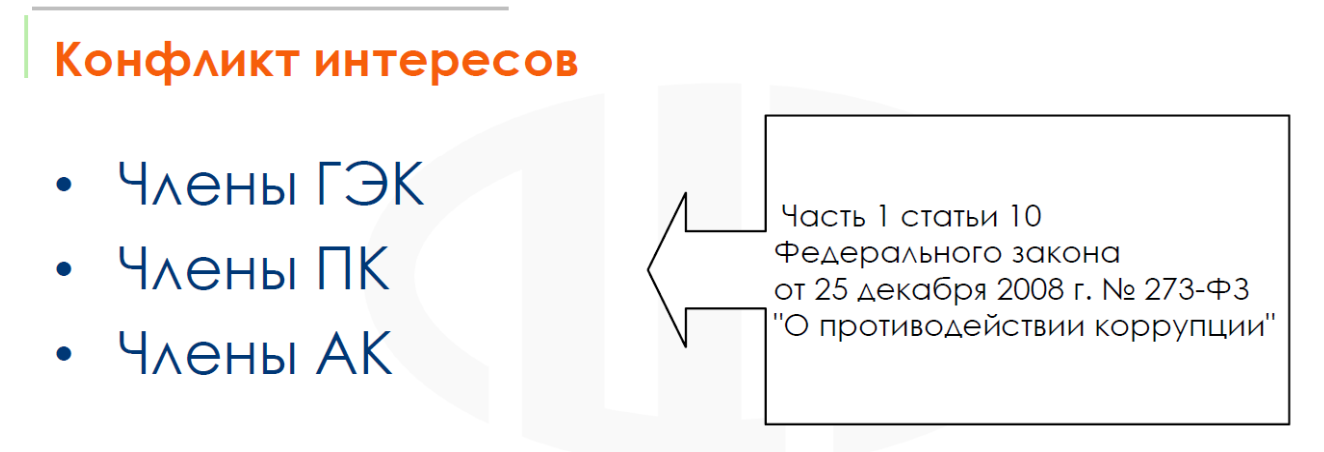 Конфликт интересов
• Члены ГЭК
• Члены ПК
• Члены АК
Часть 1 статьи 10
Федерального закона
от 25 декабря 2008 г. № 273-ФЗ
"О противодействии коррупции"